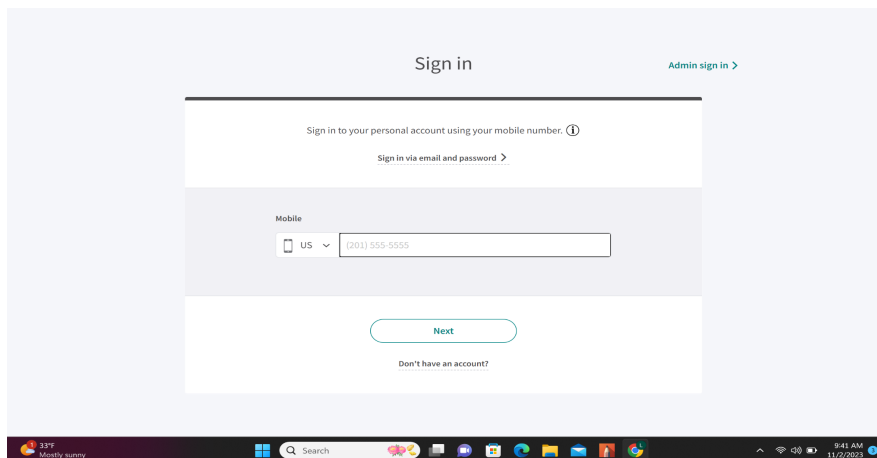 Sign in
Admin sign in
Sign in to your personal account using your mobile number.
Sign in via email and password
Mobile
US
(201) 555-5555
Next
Don't have an account?
1
33°F
Mostly sunny
Search
L
9:41 AM
11/2/2023